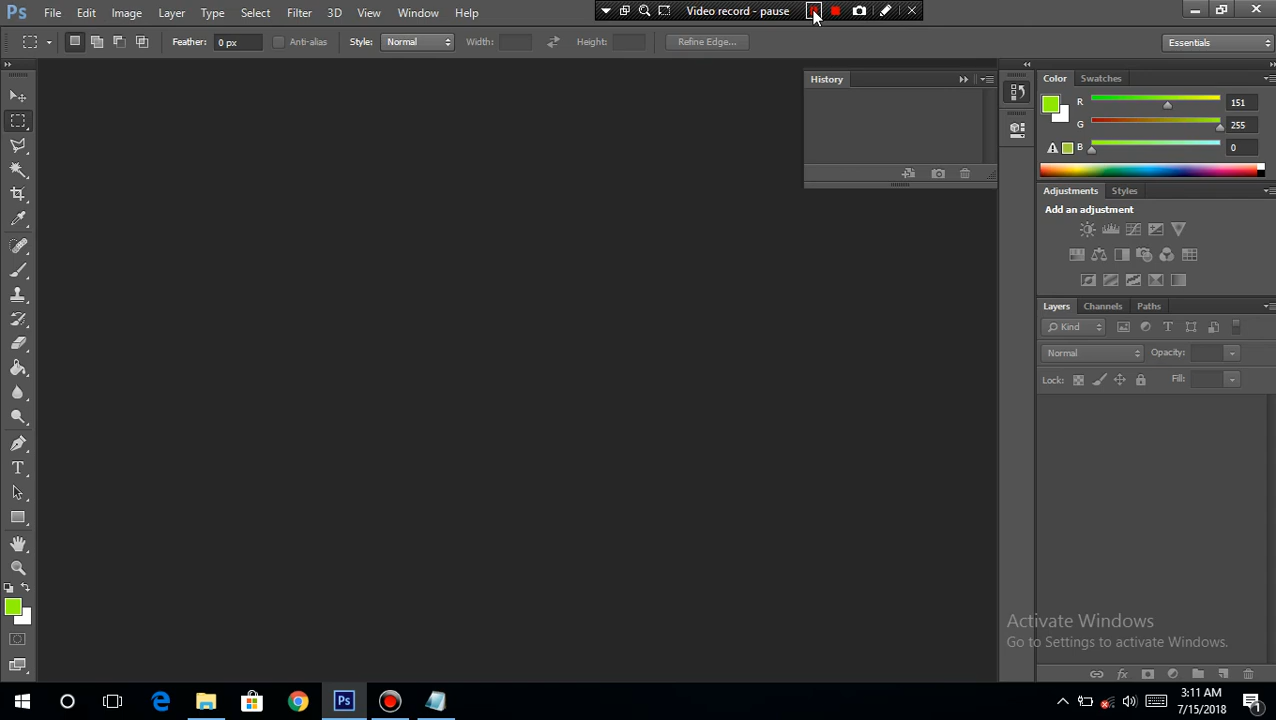 Ps File Edit Image Layer Type Select Filter 3D View Window Help
Video record - pause
Feather: 0 px Anti-alias Style: Normal Width: Height: Refine Edge... Essentials
History
Color Swatches
R 151
G 255
B 0
Adjustments Styles
Add an adjustment
Layers Channels Paths
Kind
Normal Opacity:
Lock: Fill:
T
Activate Windows
Go to Settings to activate Windows.
Ps
3:11 AM
7/15/2018
1